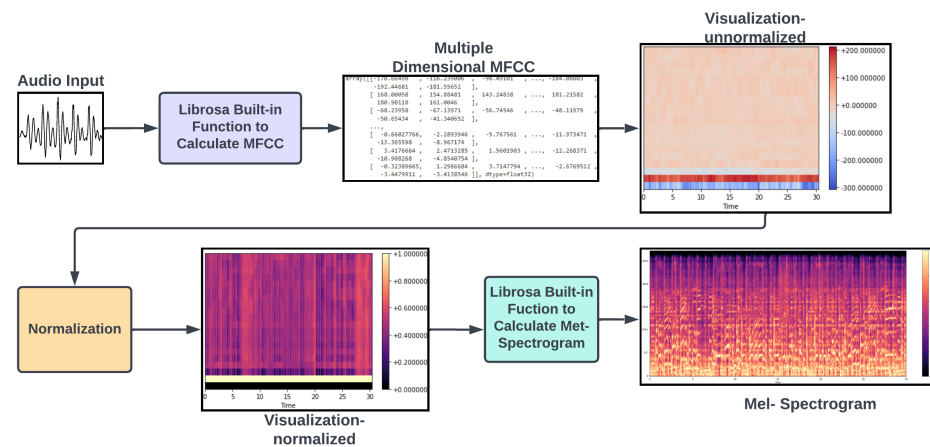 Audio Input
Librosa Built-in
Function to
Calculate MFCC
Multiple
Dimensional MFCC
array([[-170.66498 , -116.239006 , -98.49101 , ..., -184.06803 ,
-192.44681 , -181.95652 ],
[ 168.00058 , 154.08481 , 143.24838 , ..., 181.21582 ,
180.90118 , 161.0046 ],
[ -68.23958 , -67.13971 , -56.74546 , ..., -48.11979 ,
-50.65434 , -41.340652 ],
...,
[ -0.66027766, -2.2893946 , -5.767561 , ..., -11.973471 ,
-13.365598 , -8.967174 ],
[ 3.4176664 , 2.4713285 , 1.5601903 , ..., -12.268371 ,
-10.908268 , -4.8540754 ],
[ -0.32389665, 1.2986684 , 3.7147794 , ..., -2.6769512 ,
-3.4479911 , -3.4138546 ]], dtype=float32)
Visualization-
unnormalized
+200.000000
+100.000000
+0.000000
-100.000000
-200.000000
-300.000000
0 5 10 15 20 25 30
Time
Normalization
+1.000000
+0.800000
+0.600000
+0.400000
+0.200000
+0.000000
0 5 10 15 20 25 30
Time
Visualization-
normalized
Librosa Built-in
Fuction to
Calculate Met-
Spectrogram
Mel- Spectrogram